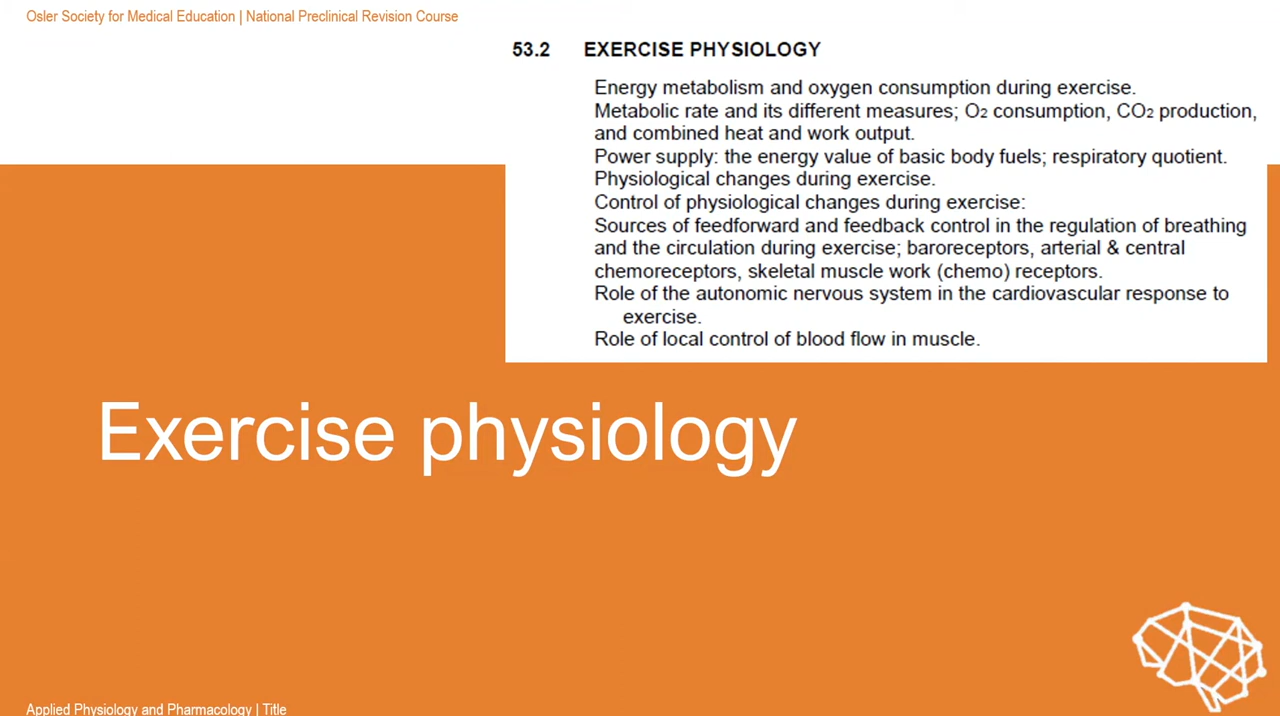 Osler Society for Medical Education | National Preclinical Revision Course
53.2 EXERCISE PHYSIOLOGY
Energy metabolism and oxygen consumption during exercise.
Metabolic rate and its different measures; O₂ consumption, CO₂ production,
and combined heat and work output.
Power supply: the energy value of basic body fuels; respiratory quotient.
Physiological changes during exercise.
Control of physiological changes during exercise:
Sources of feedforward and feedback control in the regulation of breathing
and the circulation during exercise; baroreceptors, arterial & central
chemoreceptors, skeletal muscle work (chemo) receptors.
Role of the autonomic nervous system in the cardiovascular response to
exercise.
Role of local control of blood flow in muscle.
Exercise physiology
Applied Physiology and Pharmacology | Title